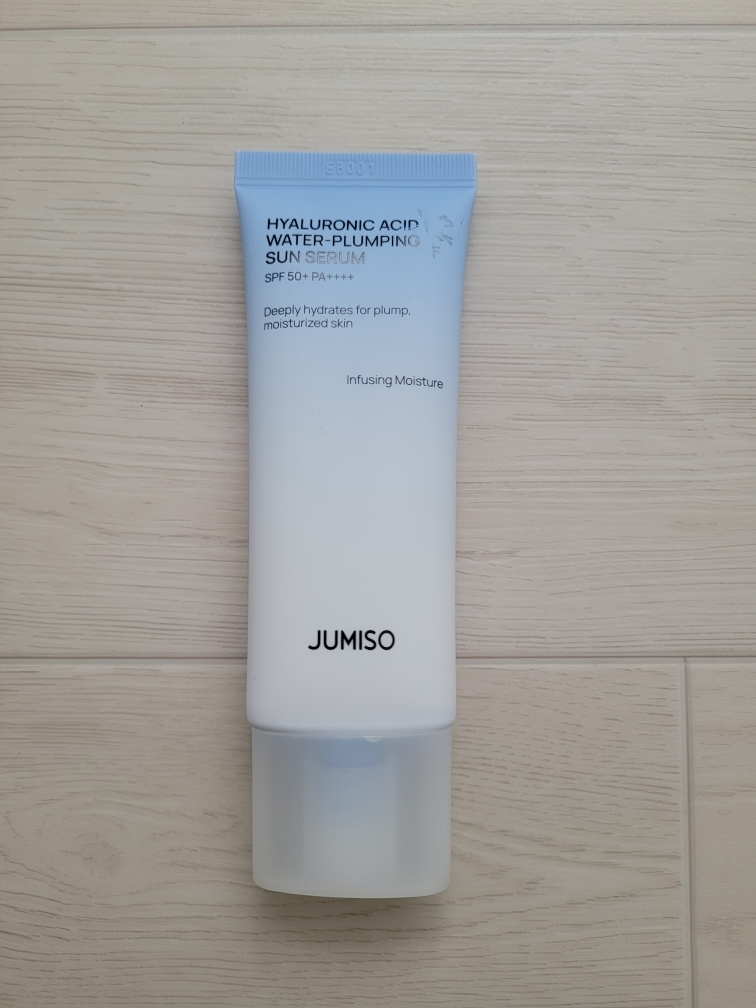 HYALURONIC ACID
WATER-PLUMPING
SUN SERUM
SPF 50+ PA++++
Deeply hydrates for plump,
moisturized skin
Infusing Moisture
JUMISO